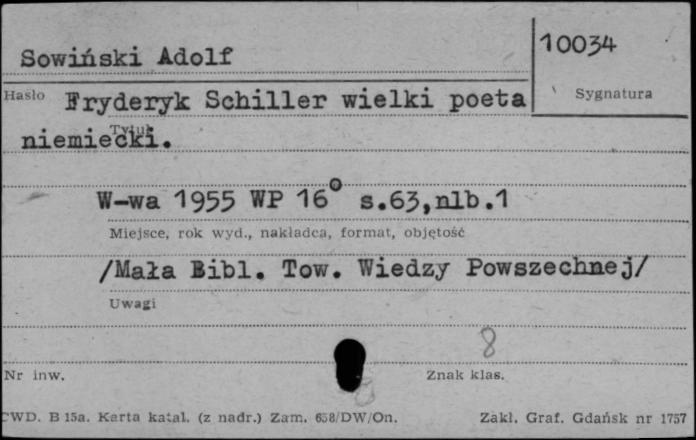 Sowiński Adolf
10034
Hasło
Sygnatura
Fryderyk Schiller wielki poeta
Tytuł
niemiecki.
W-wa 1955 WP 16° s.63,nlb.1
Miejsce, rok wyd., nakładca, format, objętość
/Mała Bibl. Tow. Wiedzy Powszechnej/
Uwagi
8
Nr inw.
Znak klas.
CWD. B 15a. Karta katal. (z nadr.) Zam. 658/DW/On.
Zakł. Graf. Gdańsk nr 1757